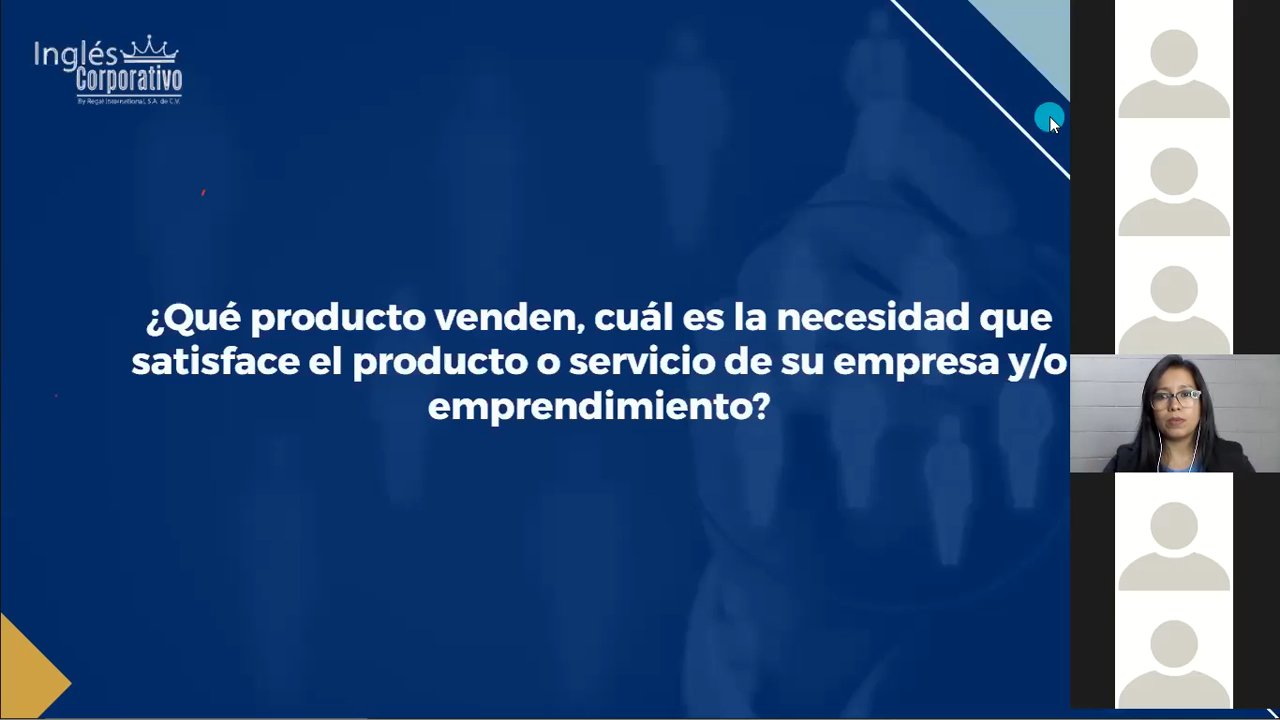 Inglés
Corporativo
By Regal International, S.A. de C.V.
¿Qué producto venden, cuál es la necesidad que
satisface el producto o servicio de su empresa y/o
emprendimiento?